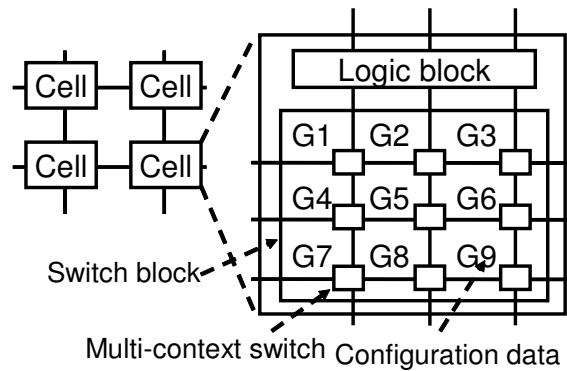 Cell Cell
Cell Cell
Logic block
G1 G2 G3
G4 G5 G6
G7 G8 G9
Switch block
Multi-context switch
Configuration data